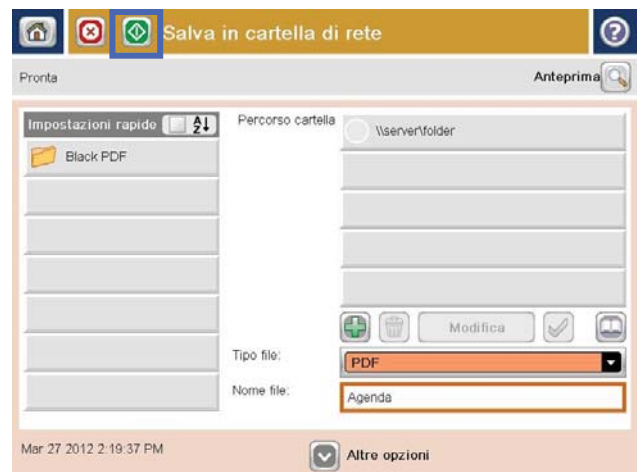 Salva in cartella di rete
Pronta
Anteprima
Impostazioni rapide
Percorso cartella
\\server\folder
Black PDF
Modifica
Tipo file:
PDF
Nome file:
Agenda
Mar 27 2012 2:19:37 PM
Altre opzioni